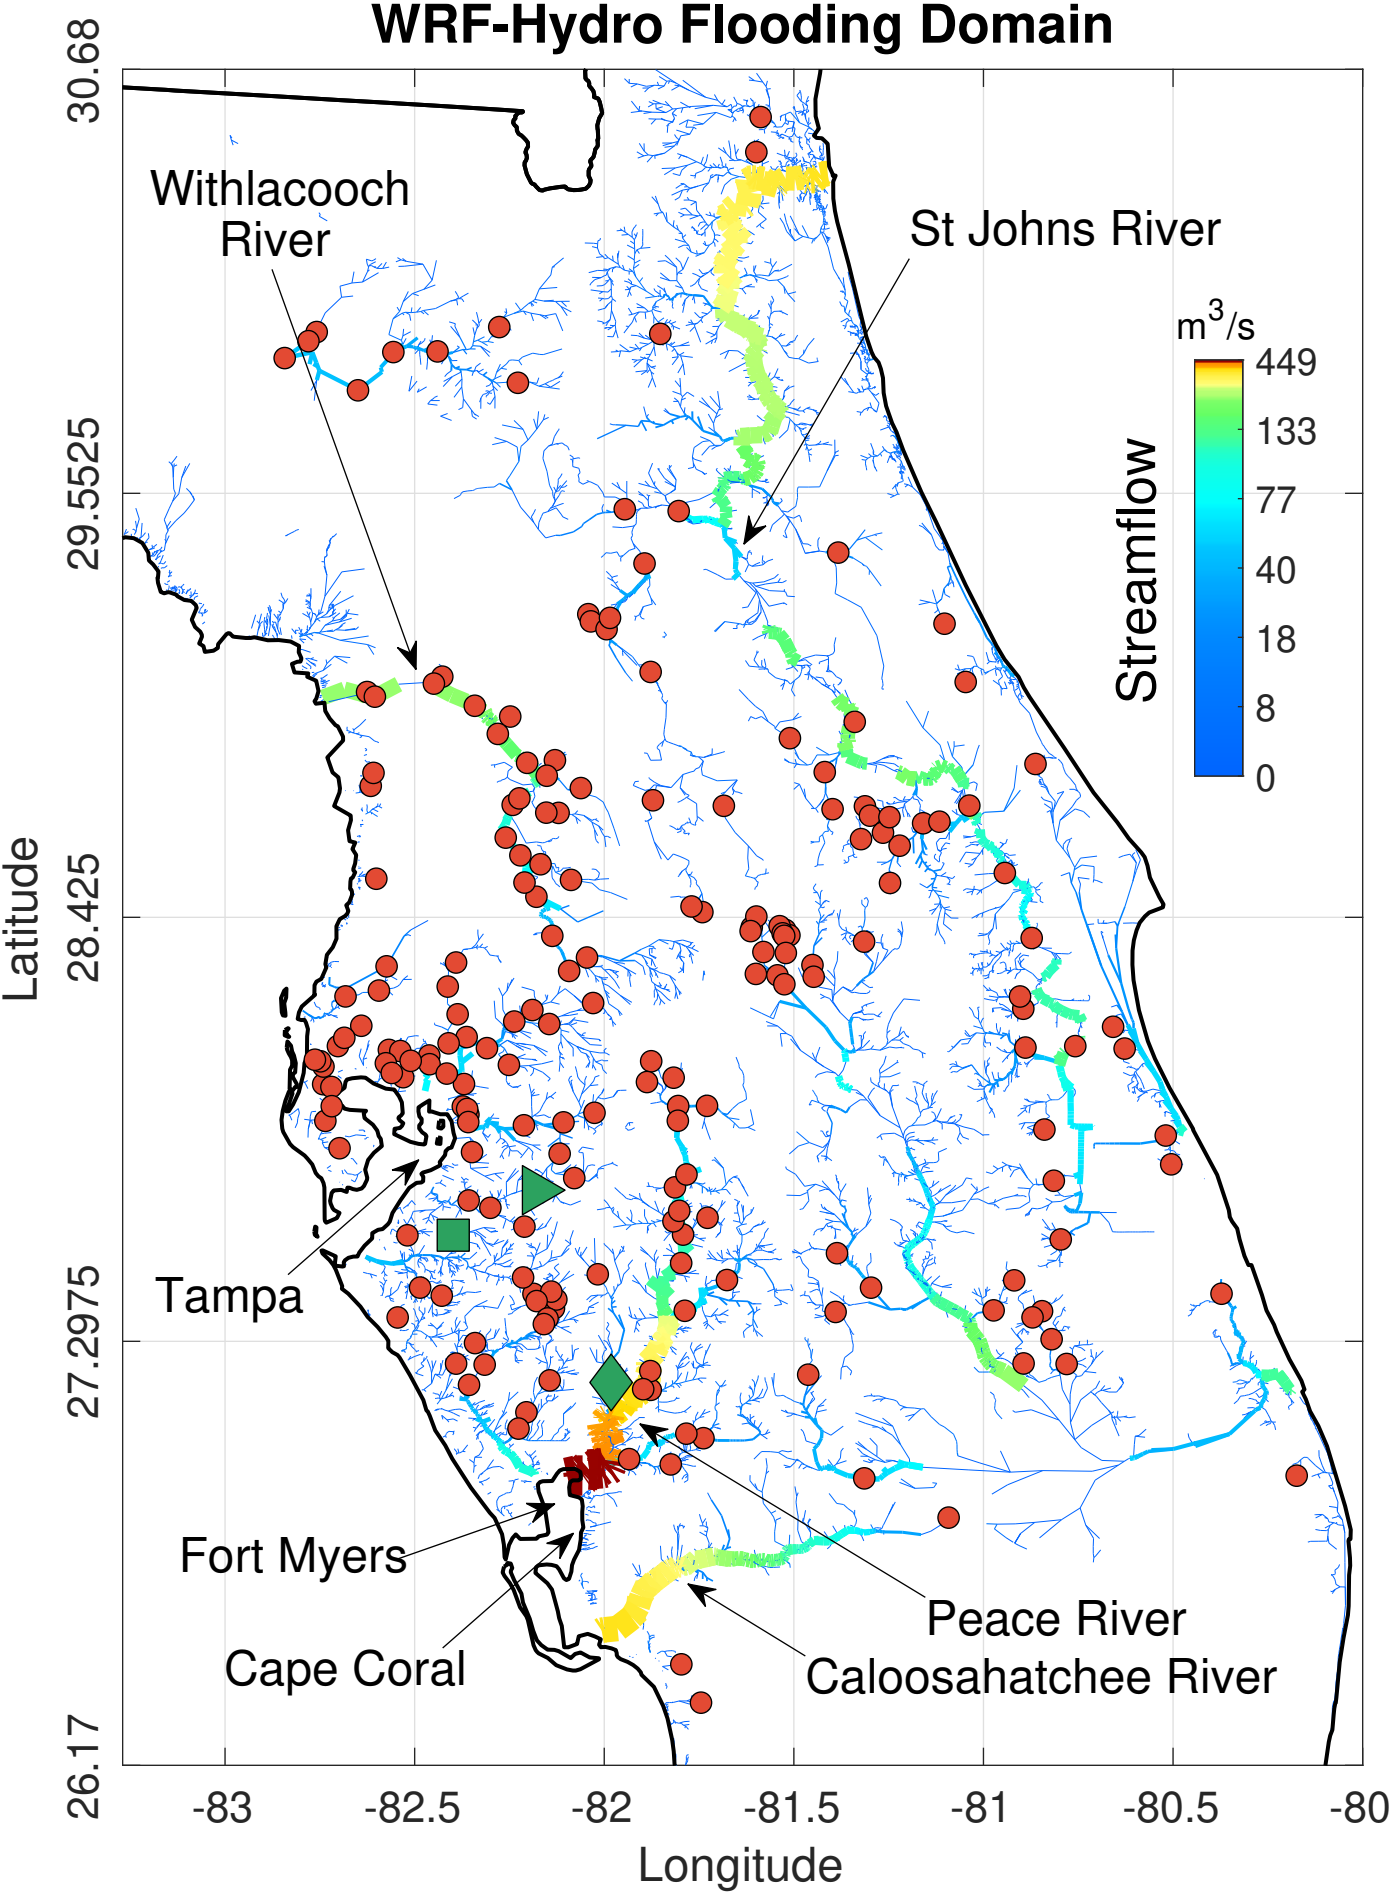 WRF-Hydro Flooding Domain
30.68
Withlacooch
River
St Johns River
m3/s
449
133
77
40
18
8
0
Streamflow
29.5525
28.425
27.2975
26.17
Latitude
Tampa
Fort Myers
Cape Coral
Peace River
Caloosahatchee River
-83
-82.5
-82
-81.5
-81
-80.5
-80
Longitude